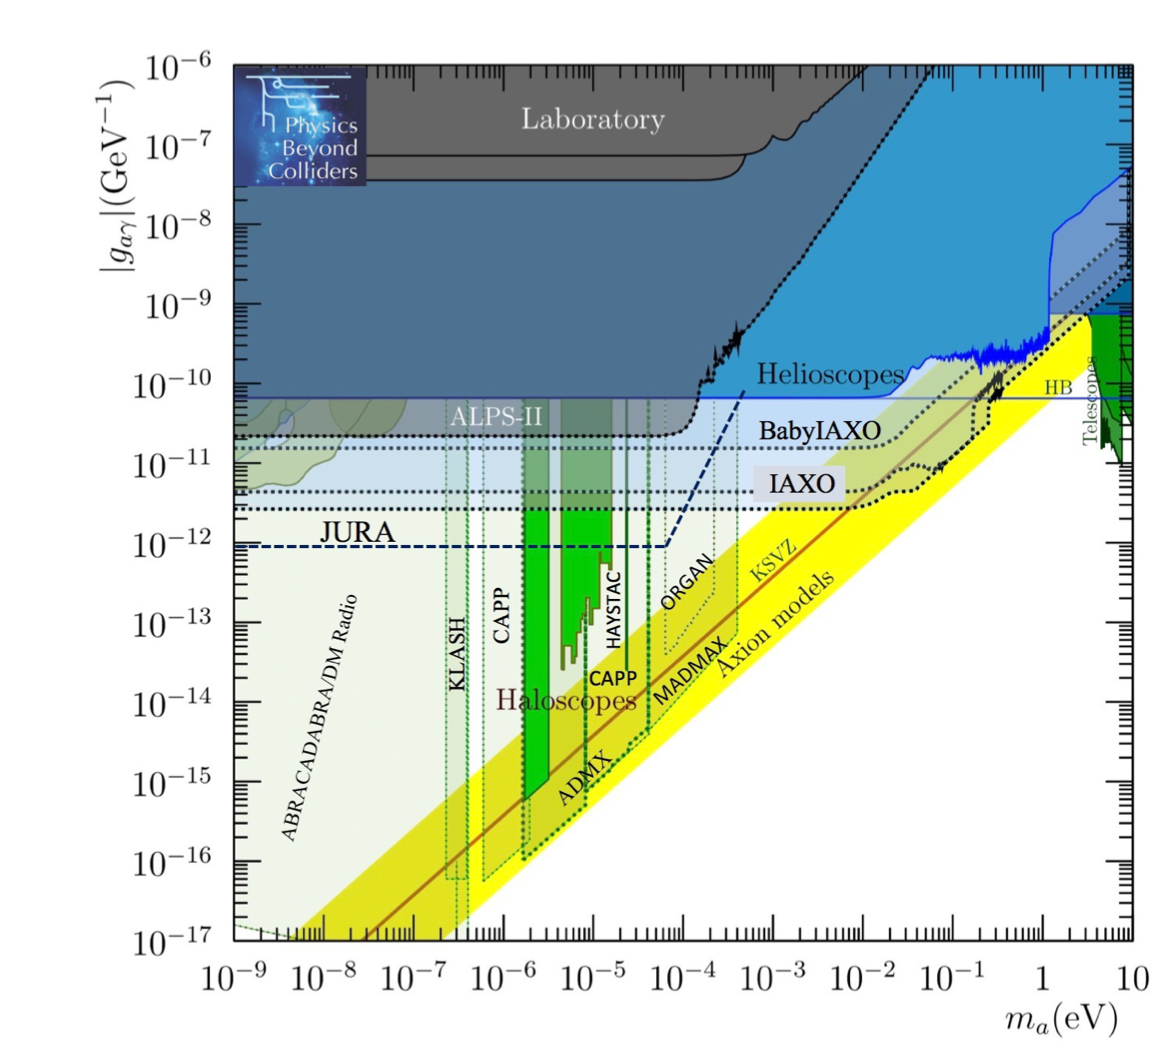 10^{-6}
Physics
Beyond
Colliders
Laboratory
10^{-7}
|g_{aγ}|(GeV^{-1})
10^{-8}
10^{-9}
10^{-10}
Helioscopes
HB
Telescopes
ALPS-II
BabyIAXO
10^{-11}
IAXO
JURA
10^{-12}
KSVZ
ORGAN
HAYSTAC
CAPP
KLASH
ABRACADABRA/DM Radio
Axion models
10^{-13}
CAPP
MADMAX
Haloscopes
10^{-14}
ADMX
10^{-15}
10^{-16}
10^{-17}
10^{-9} 10^{-8} 10^{-7} 10^{-6} 10^{-5} 10^{-4} 10^{-3} 10^{-2} 10^{-1} 1 10
m_a(eV)